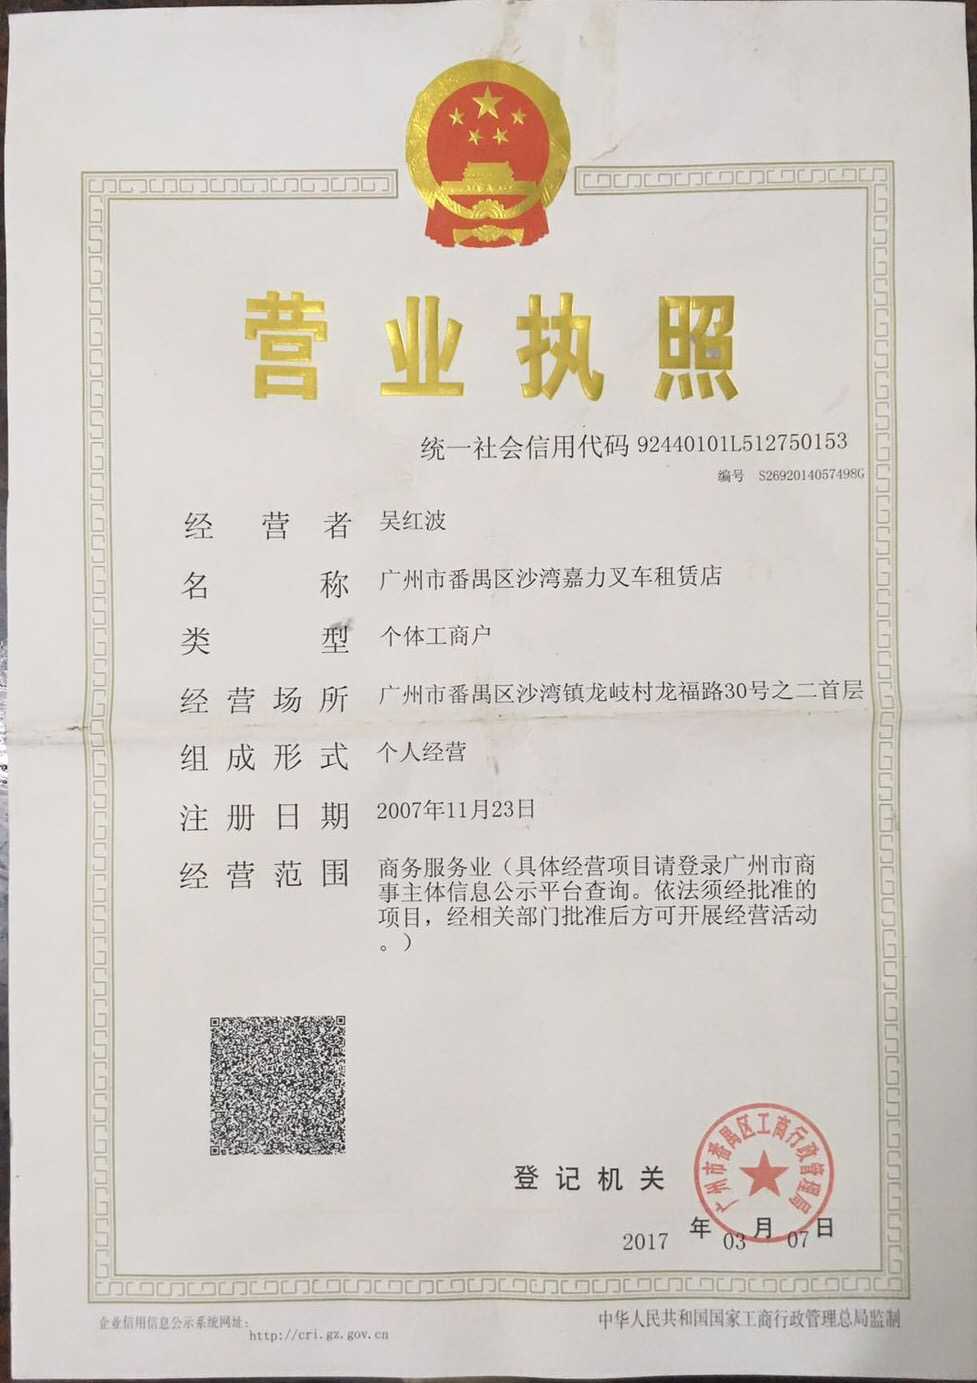 营业执照
统一社会信用代码 92440101L512750153
编号 S2692014057498G
经营者 吴红波
名称 广州市番禺区沙湾嘉力叉车租赁店
类型 个体工商户
经营场所 广州市番禺区沙湾镇龙岐村龙福路30号之二首层
组成形式 个人经营
注册日期 2007年11月23日
经营范围 商务服务业（具体经营项目请登录广州市商
事主体信息公示平台查询。依法须经批准的
项目，经相关部门批准后方可开展经营活动
。）
广州市番禺区工商行政管理局
登记机关
2017 年 03 月 07 日
企业信用信息公示系统网址：
http://cri.gz.gov.cn
中华人民共和国国家工商行政管理总局监制